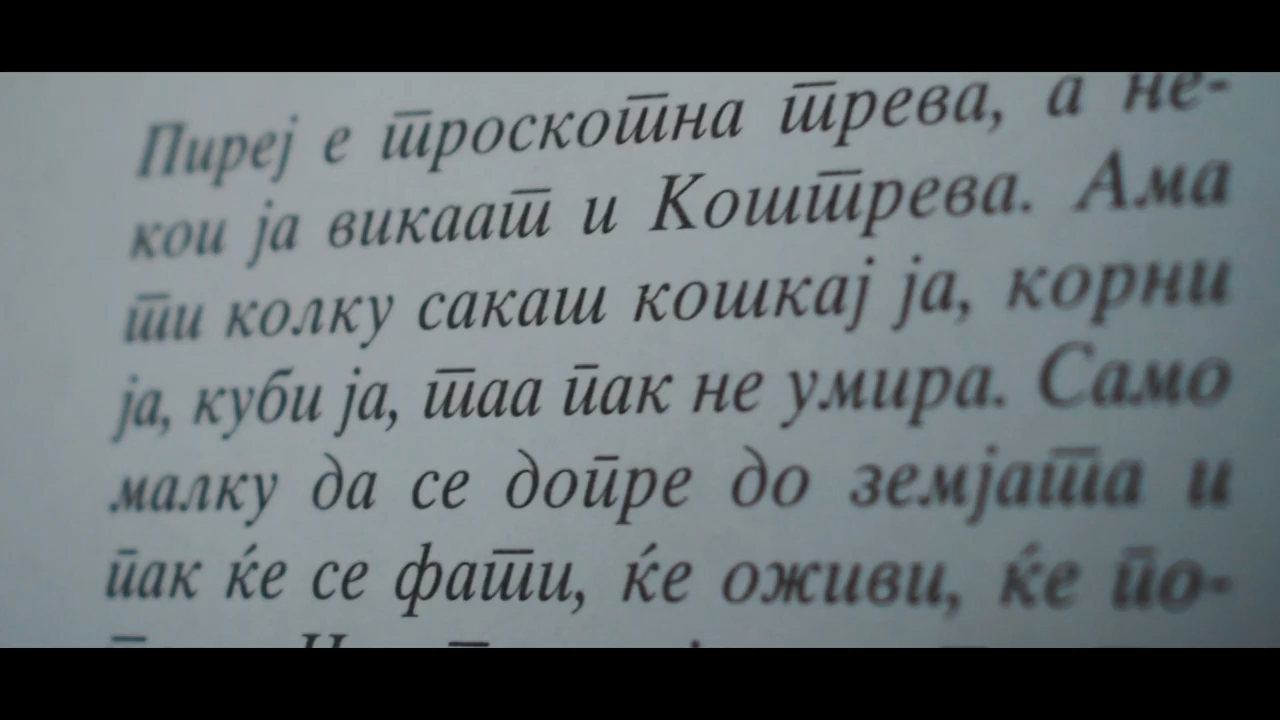 Пиреј е троскотна трева, а не-
кои ја викаат и Коштрева. Ама
ти колку сакаш кошкај ја, корни
ја, куби ја, таа пак не умира. Само
малку да се допре до земјата и
пак ќе се фати, ќе оживи, ќе по-